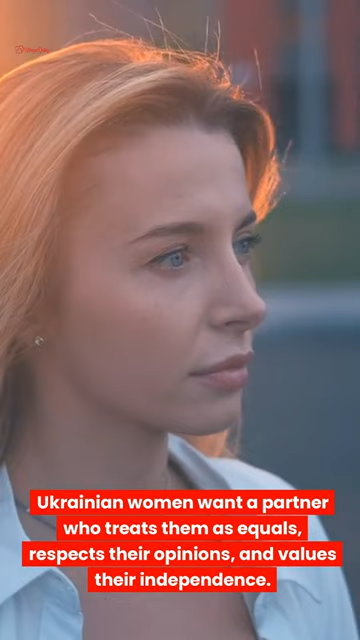 Ukrainian women want a partner
who treats them as equals,
respects their opinions, and values
their independence.